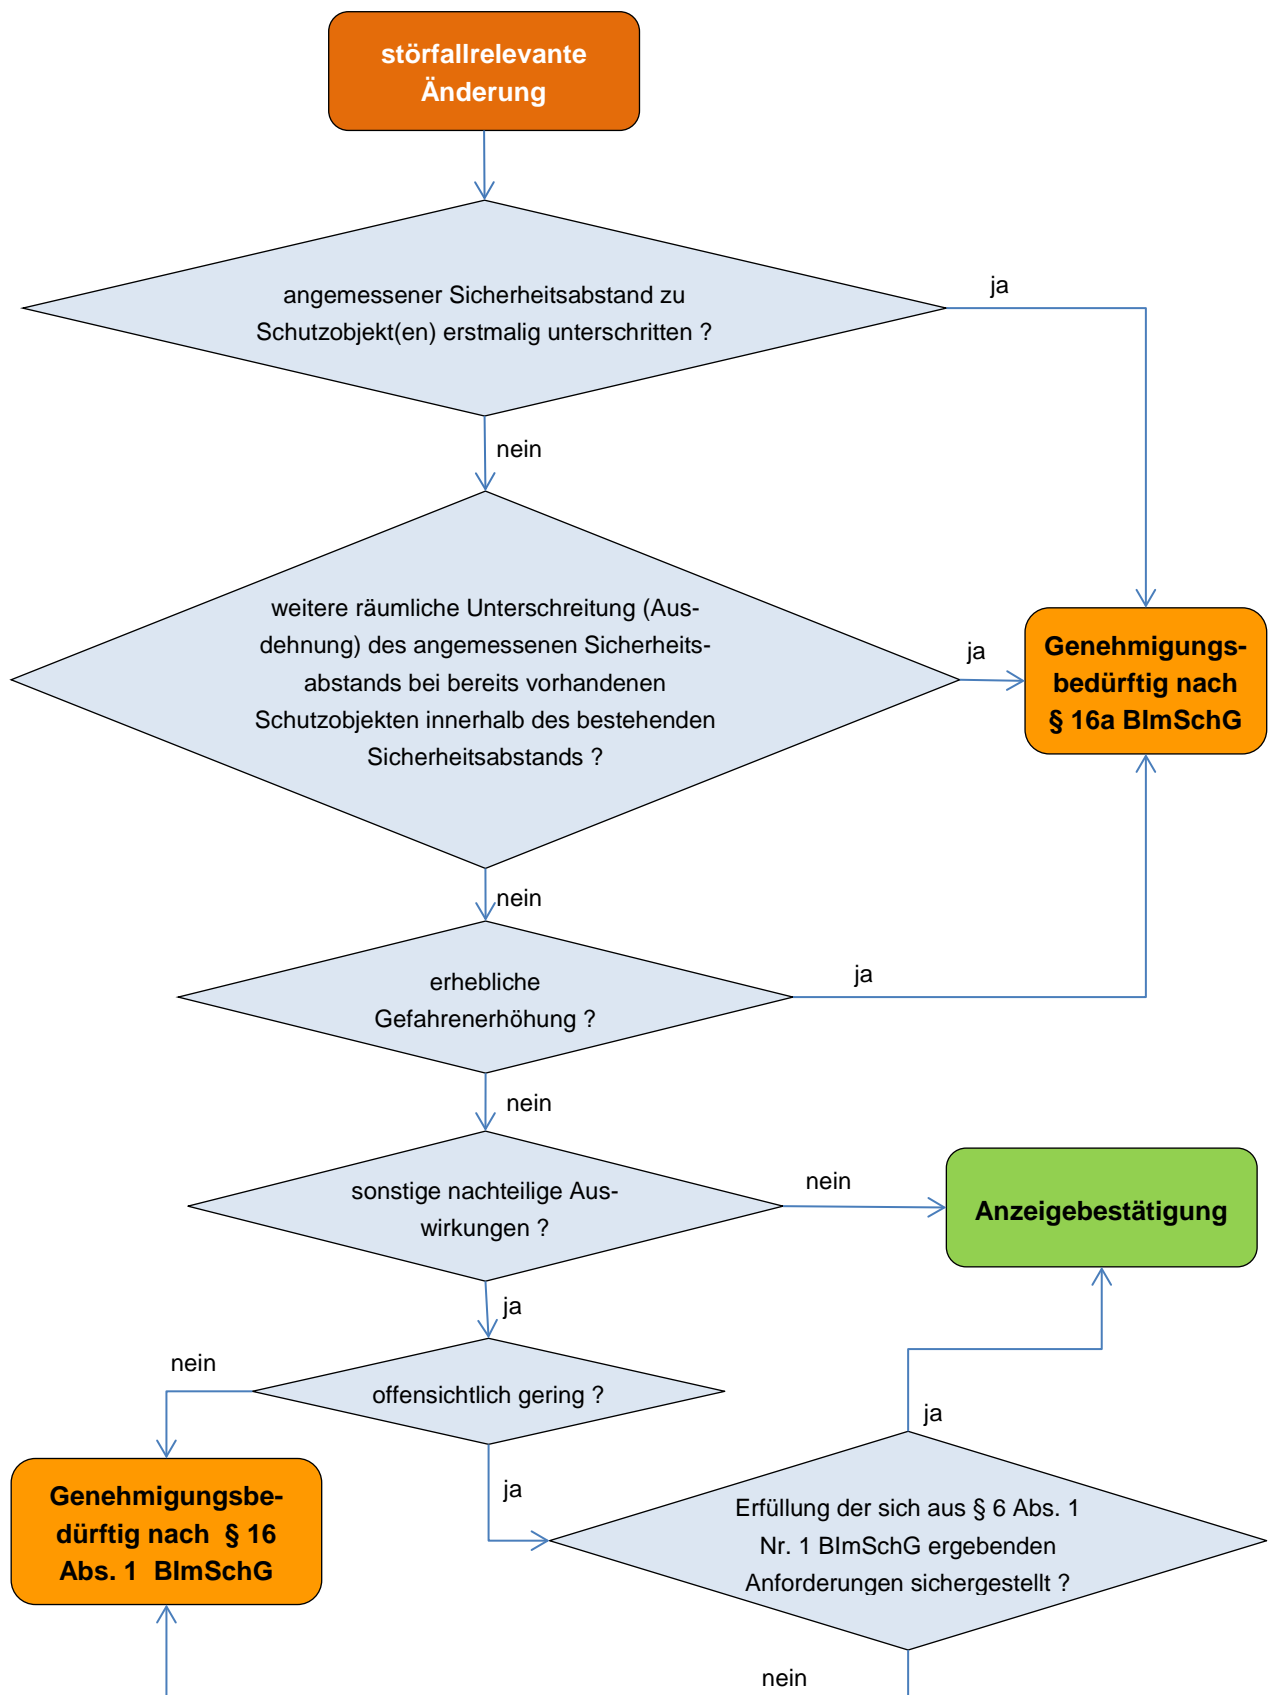 störfallrelevante
Änderung
angemessener Sicherheitsabstand zu
Schutzobjekt(en) erstmalig unterschritten ?
ja
nein
weitere räumliche Unterschreitung (Aus-
dehnung) des angemessenen Sicherheits-
abstands bei bereits vorhandenen
Schutzobjekten innerhalb des bestehenden
Sicherheitsabstands ?
ja
Genehmigungs-
bedürftig nach
§ 16a BImSchG
nein
erhebliche
Gefahrenerhöhung ?
ja
nein
sonstige nachteilige Aus-
wirkungen ?
nein
Anzeigebestätigung
ja
offensichtlich gering ?
nein
ja
Genehmigungsbe-
dürftig nach § 16
Abs. 1 BImSchG
ja
Erfüllung der sich aus § 6 Abs. 1
Nr. 1 BImSchG ergebenden
Anforderungen sichergestellt ?
nein